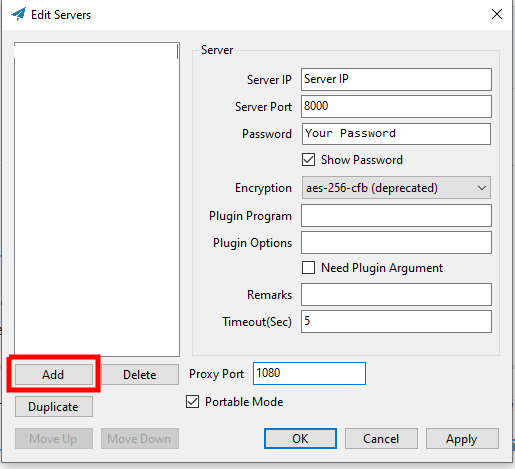 Edit Servers
Server
Server IP Server IP
Server Port 8000
Password Your Password
Show Password
Encryption aes-256-cfb (deprecated)
Plugin Program
Plugin Options
Need Plugin Argument
Remarks
Timeout(Sec) 5
Add Delete Proxy Port 1080
Duplicate Portable Mode
Move Up Move Down OK Cancel Apply